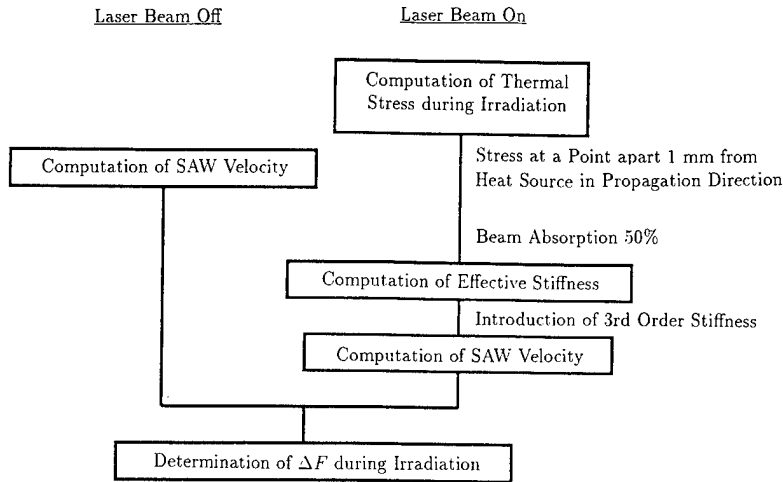 Laser Beam Off
Laser Beam On
Computation of Thermal
Stress during Irradiation
Computation of SAW Velocity
Stress at a Point apart 1 mm from
Heat Source in Propagation Direction
Beam Absorption 50%
Computation of Effective Stiffness
Introduction of 3rd Order Stiffness
Computation of SAW Velocity
Determination of ΔF during Irradiation